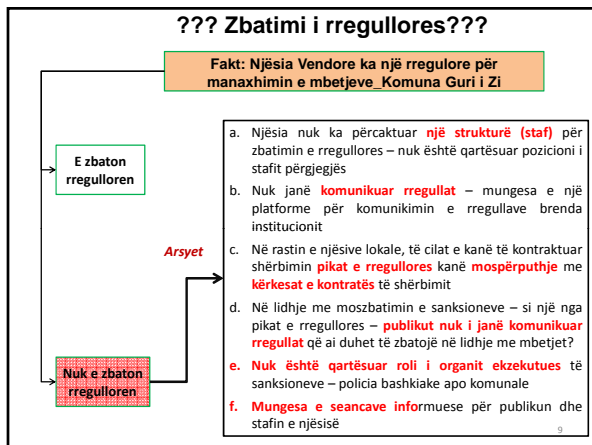 ??? Zbatimi i rregullores???
Fakt: Njësia Vendore ka një rregulore për
manaxhimin e mbetjeve_Komuna Guri i Zi
E zbaton
rregulloren
Arsyet
Nuk e zbaton
rregulloren
a. Njësia nuk ka përcaktuar një strukturë (staf) për
zbatimin e rregullores – nuk është qartësuar pozicioni i
stafit përgjegjës
b. Nuk janë komunikuar rregullat – mungesa e një
platforme për komunikimin e rregullave brenda
institucionit
c. Në rastin e njësive lokale, të cilat e kanë të kontraktuar
shërbimin pikat e rregullores kanë mospërputhje me
kërkesat e kontratës të shërbimit
d. Në lidhje me moszbatimin e sanksioneve – si një nga
pikat e rregullores – publikut nuk i janë komunikuar
rregullat që ai duhet të zbatojë në lidhje me mbetjet?
e. Nuk është qartësuar roli i organit ekzekutues të
sanksioneve – policia bashkiake apo komunale
f. Mungesa e seancave informuese për publikun dhe
stafin e njësisë
9